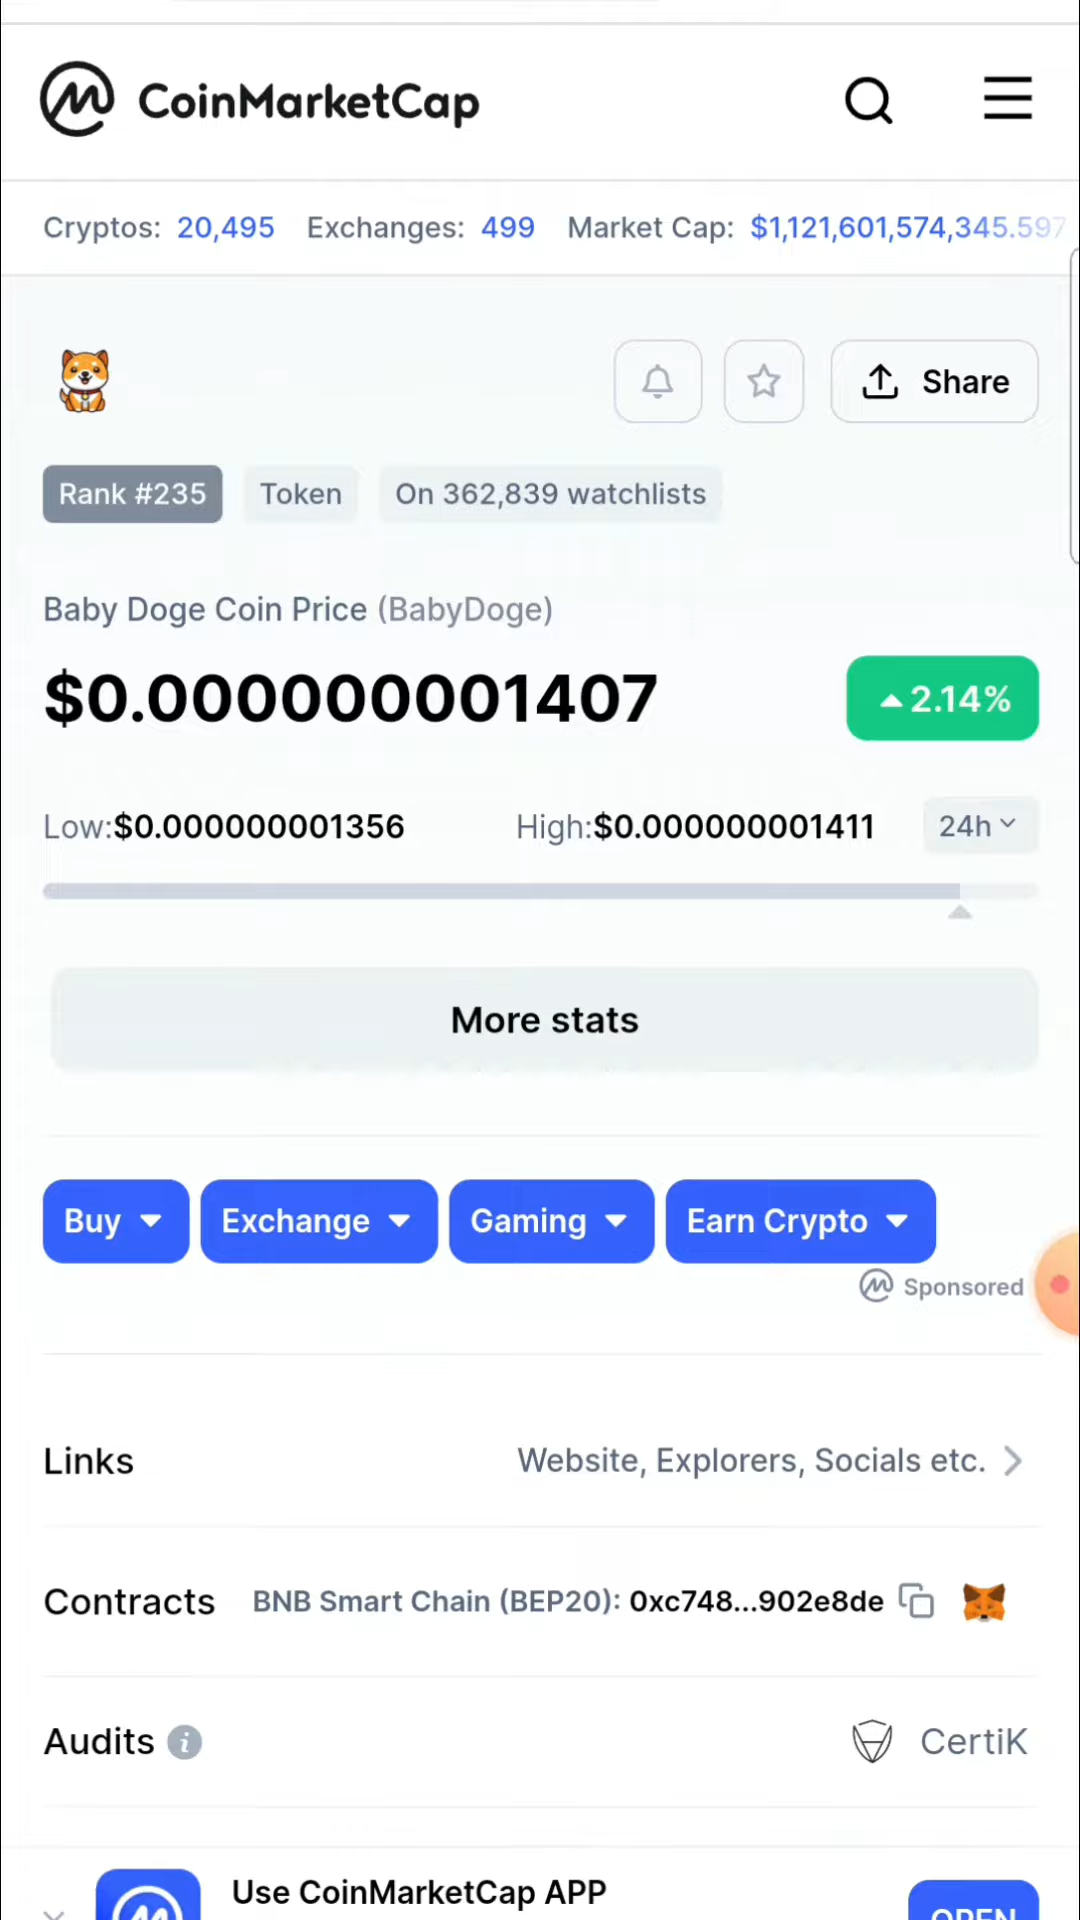 CoinMarketCap
Cryptos: 20,495 Exchanges: 499 Market Cap: $1,121,601,574,345.597
Share
Rank #235 Token On 362,839 watchlists
Baby Doge Coin Price (BabyDoge)
$0.000000001407 2.14%
Low:$0.000000001356 High:$0.000000001411 24h
More stats
Buy Exchange Gaming Earn Crypto
Sponsored
Links Website, Explorers, Socials etc.
Contracts BNB Smart Chain (BEP20): 0xc748...902e8de
Audits CertiK
Use CoinMarketCap APP
OPEN